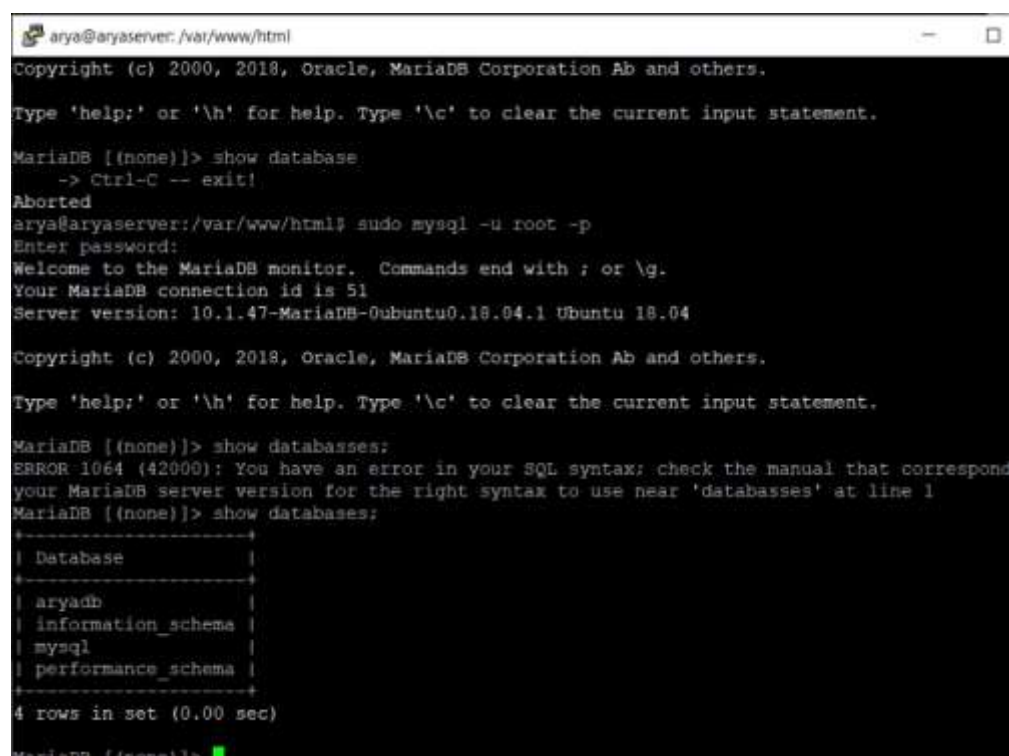 arya@aryaserver: /var/www/html
Copyright (c) 2000, 2018, Oracle, MariaDB Corporation Ab and others.
Type 'help;' or '\h' for help. Type '\c' to clear the current input statement.
MariaDB [(none)]> show database
-> Ctrl-C -- exit!
Aborted
arya@aryaserver:/var/www/html$ sudo mysql -u root -p
Enter password:
Welcome to the MariaDB monitor.  Commands end with ; or \g.
Your MariaDB connection id is 51
Server version: 10.1.47-MariaDB-0ubuntu0.18.04.1 Ubuntu 18.04
Copyright (c) 2000, 2018, Oracle, MariaDB Corporation Ab and others.
Type 'help;' or '\h' for help. Type '\c' to clear the current input statement.
MariaDB [(none)]> show databasses;
ERROR 1064 (42000): You have an error in your SQL syntax; check the manual that correspond
your MariaDB server version for the right syntax to use near 'databasses' at line 1
MariaDB [(none)]> show databases;
+--------------------+
| Database           |
+--------------------+
| aryadb             |
| information_schema |
| mysql              |
| performance_schema |
+--------------------+
4 rows in set (0.00 sec)
MariaDB [(none)]>